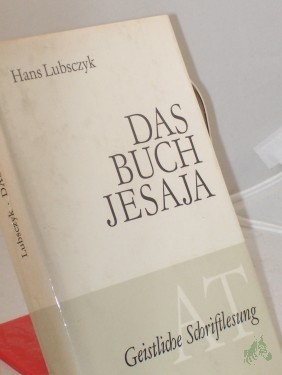 Hans Lubsczyk
DAS
BUCH
JESAJA
AT
Geistliche Schriftlesung
Lubsczyk ·